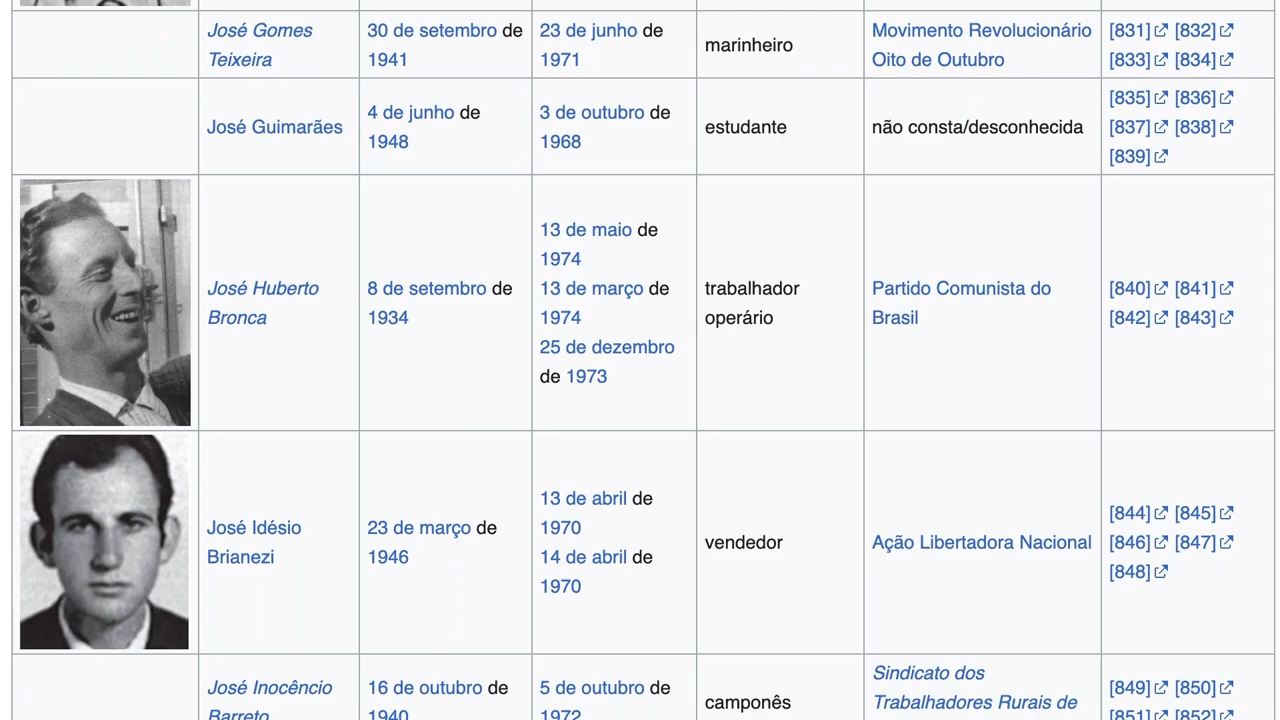 José Gomes
Teixeira
30 de setembro de
1941
23 de junho de
1971
marinheiro
Movimento Revolucionário
Oito de Outubro
[831] [832]
[833] [834]
José Guimarães
4 de junho de
1948
3 de outubro de
1968
estudante
não consta/desconhecida
[835] [836]
[837] [838]
[839]
José Huberto
Bronca
8 de setembro de
1934
13 de maio de
1974
13 de março de
1974
25 de dezembro
de 1973
trabalhador
operário
Partido Comunista do
Brasil
[840] [841]
[842] [843]
José Idésio
Brianezi
23 de março de
1946
13 de abril de
1970
14 de abril de
1970
vendedor
Ação Libertadora Nacional
[844] [845]
[846] [847]
[848]
José Inocêncio
Barreto
16 de outubro de
1940
5 de outubro de
1972
camponês
Sindicato dos
Trabalhadores Rurais de
[849] [850]
[851] [852]